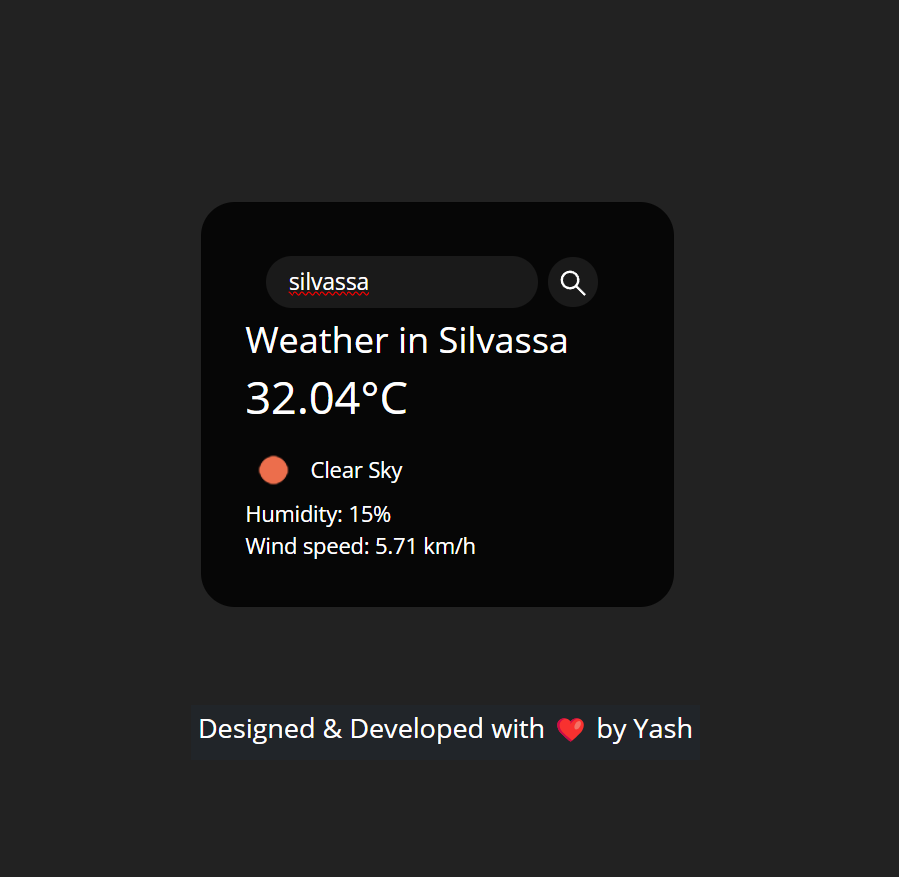 silvassa
Weather in Silvassa
32.04°C
Clear Sky
Humidity: 15%
Wind speed: 5.71 km/h
Designed & Developed with ❤️ by Yash